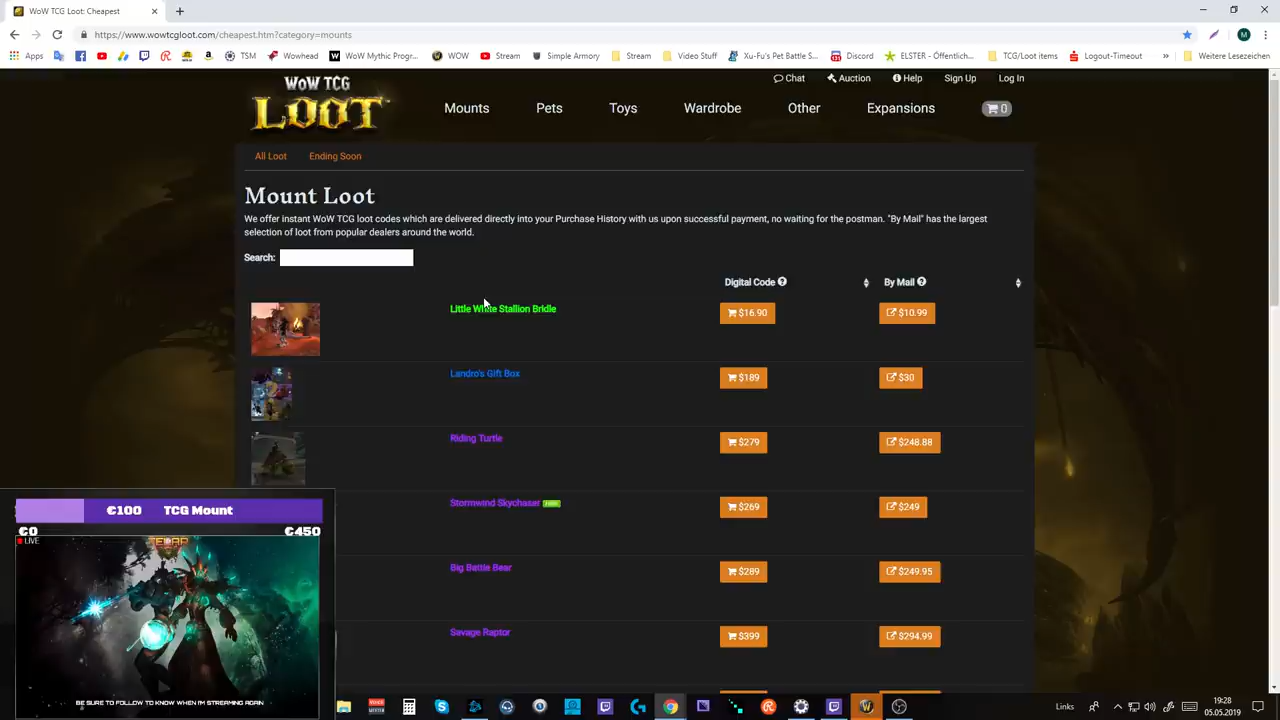 WoW TCG Loot: Cheapest
https://www.wowtcgloot.com/cheapest.htm?category=mounts
Apps
TSM
Wowhead
WoW Mythic Progr...
WOW
Stream
Simple Armory
Stream
Video Stuff
Xu-Fu's Pet Battle S...
Discord
ELSTER - Öffentlich...
TCG/Loot items
Logout-Timeout
»
Weitere Lesezeichen
WoW TCG
LOOT
Chat
Auction
Help
Sign Up
Log In
Mounts
Pets
Toys
Wardrobe
Other
Expansions
0
All Loot
Ending Soon
Mount Loot
We offer instant WoW TCG loot codes which are delivered directly into your Purchase History with us upon successful payment, no waiting for the postman. "By Mail" has the largest
selection of loot from popular dealers around the world.
Search:
Digital Code
By Mail
Little White Stallion Bridle
$16.90
$10.99
Landro's Gift Box
$189
$30
Riding Turtle
$279
$248.88
Stormwind Skychaser
$269
$249
Big Battle Bear
$289
$249.95
Savage Raptor
$399
$294.99
€100 TCG Mount
€0
€450
LIVE
BE SURE TO FOLLOW TO KNOW WHEN I'M STREAMING AGAIN
Links
19:28
05.05.2019